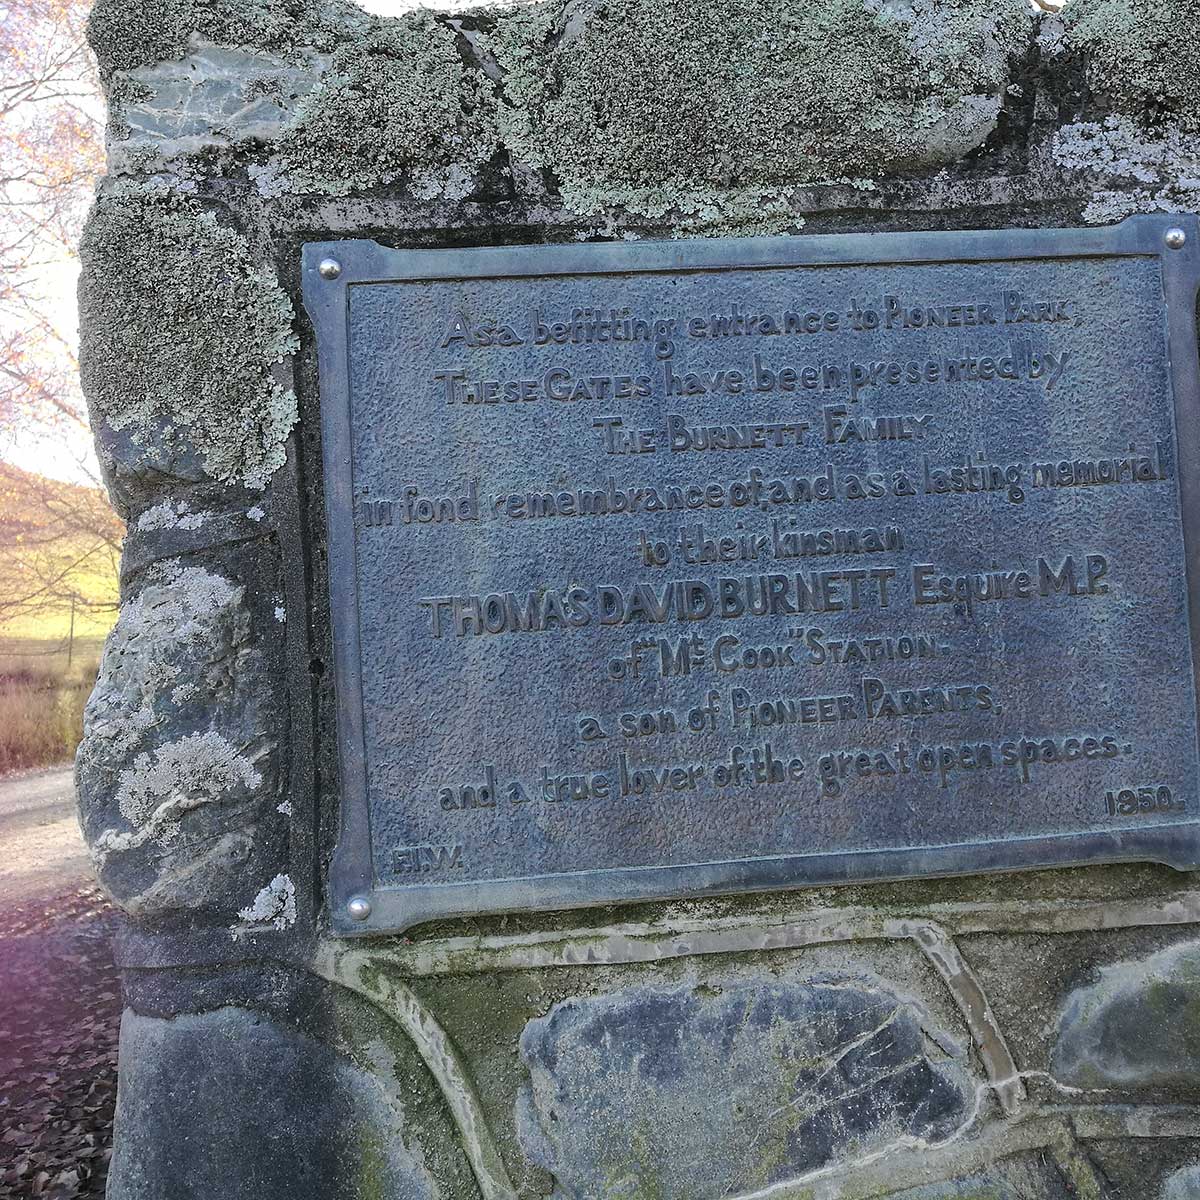 As a befitting entrance to PIONEER PARK,
THESE GATES have been presented by
THE BURNETT FAMILY
in fond remembrance of, and as a lasting memorial
to their kinsman
THOMAS DAVID BURNETT Esquire M.P.
of "Mt COOK" STATION.
a son of PIONEER PARENTS,
and a true lover of the great open spaces.
1950.
F.I.W.